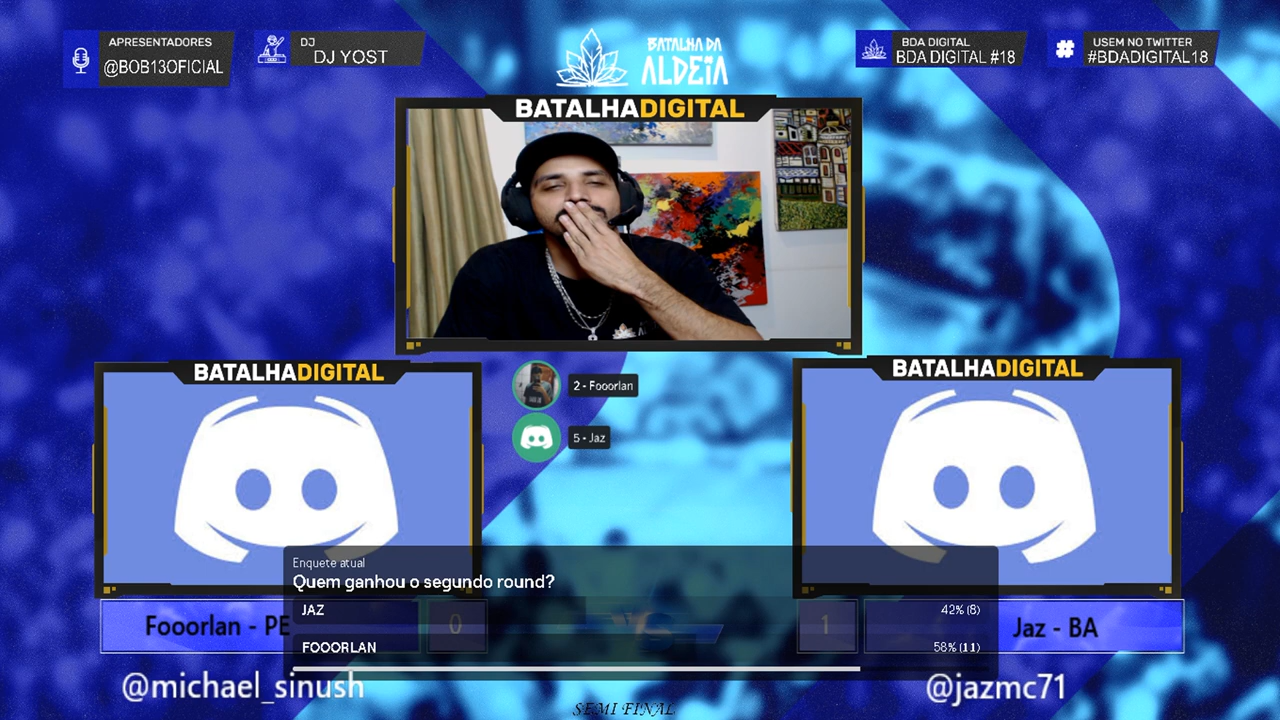 APRESENTADORES
@BOB13OFICIAL
DJ
DJ YOST
BATALHA DA
ALDEIA
BDA DIGITAL
BDA DIGITAL #18
#
USEM NO TWITTER
#BDADIGITAL18
BATALHADIGITAL
BATALHADIGITAL
BATALHADIGITAL
2 - Fooorlan
5 - Jaz
Enquete atual
Quem ganhou o segundo round?
JAZ
42% (8)
FOOORLAN
58% (11)
Fooorlan - PE
0
VS
1
Jaz - BA
@michael_sinush
@jazmc71
SEMI FINAL